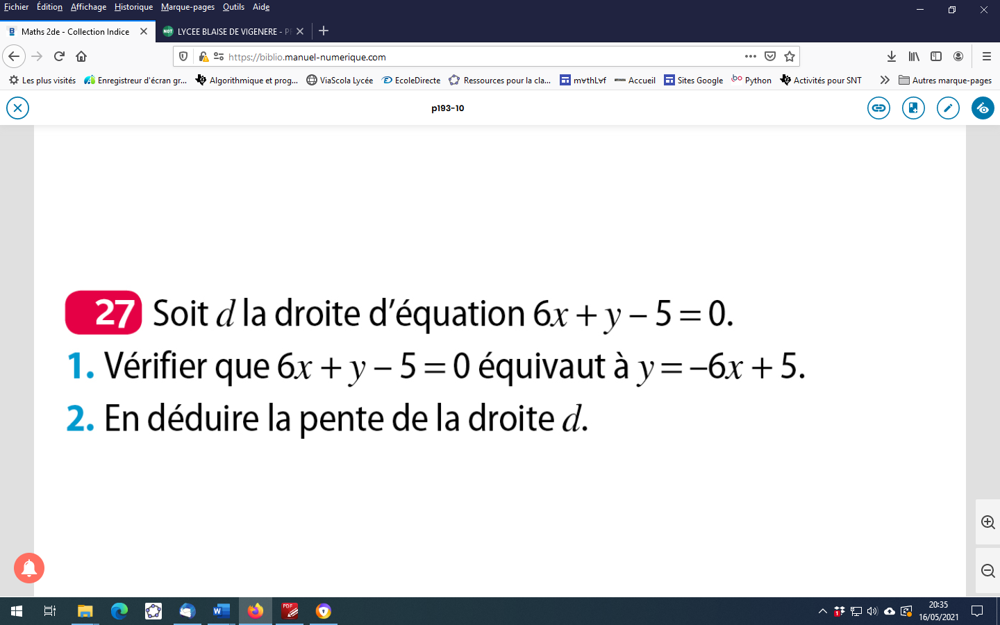 Fichier Édition Affichage Historique Marque-pages Outils Aide
Maths 2de - Collection Indice LYCEE BLAISE DE VIGENERE - P
https://biblio.manuel-numerique.com
Les plus visités Enregistreur d'écran gr... Algorithmique et prog... ViaScola Lycée EcoleDirecte Ressources pour la cla... m∀thL∀f Accueil Sites Google Python Activités pour SNT Autres marque-pages
p193-10
27 Soit d la droite d’équation 6x + y – 5 = 0.
1. Vérifier que 6x + y – 5 = 0 équivaut à y = –6x + 5.
2. En déduire la pente de la droite d.
20:35
16/05/2021